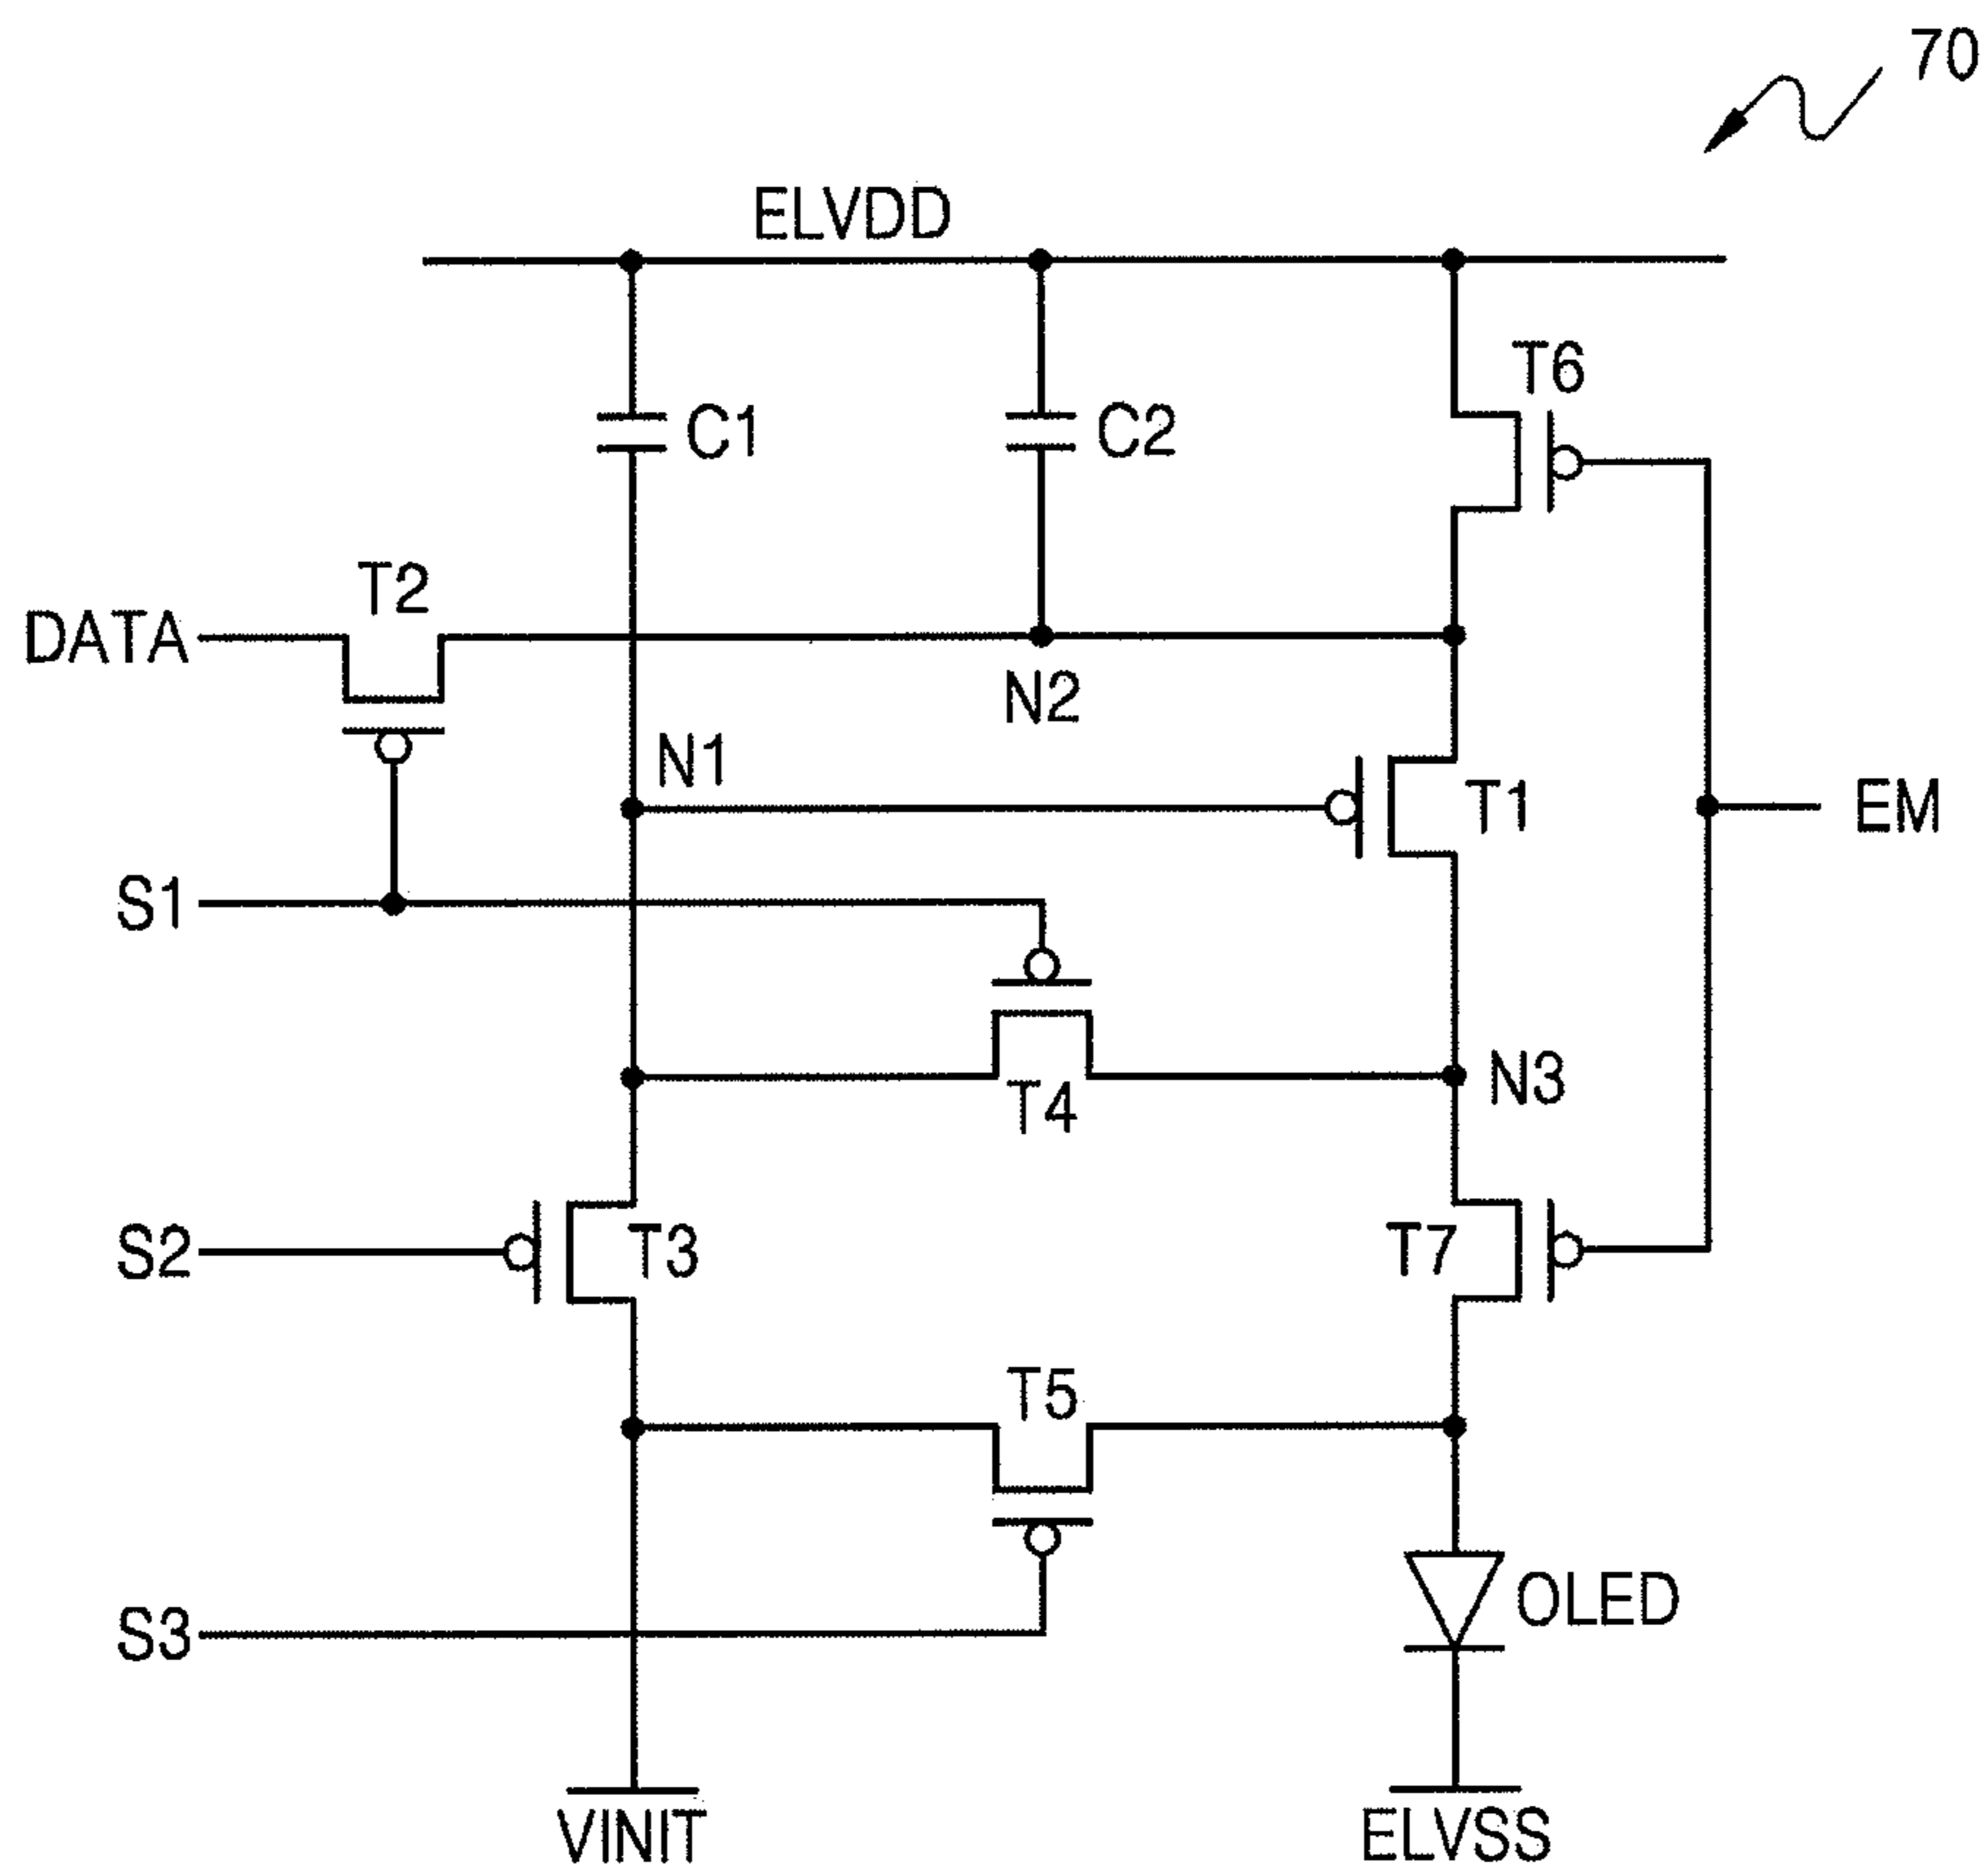 70
ELVDD
T6
C1
C2
T2
DATA
N2
N1
T1
EM
S1
N3
T4
S2
T3
T7
T5
OLED
S3
VINIT
ELVSS